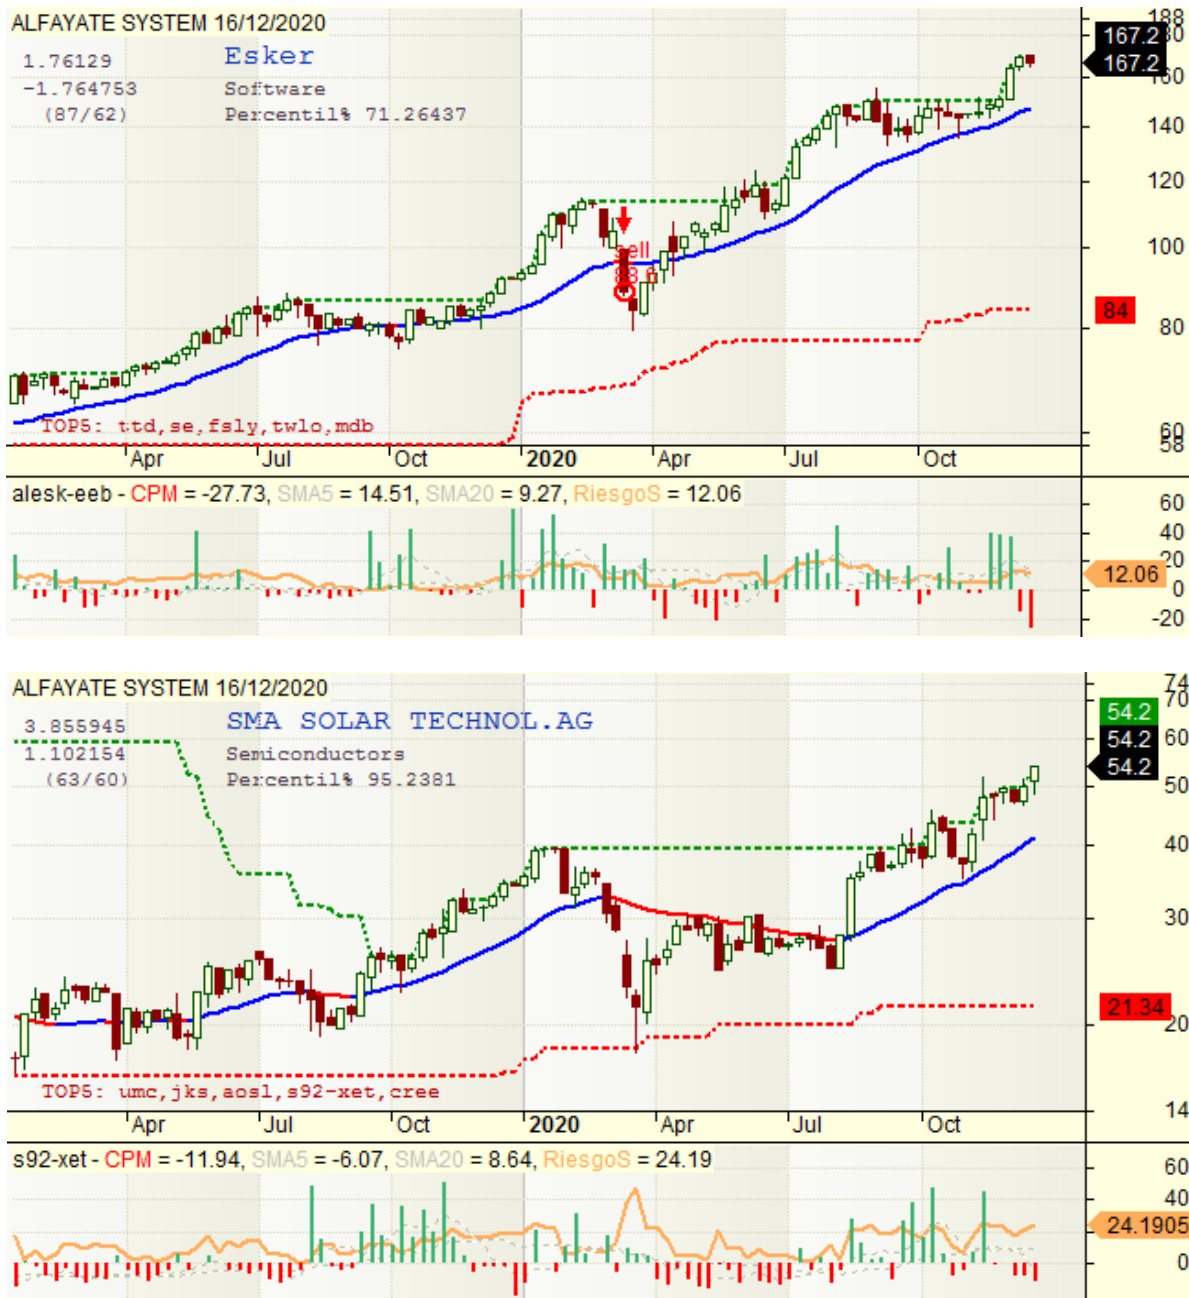 ALFAYATE SYSTEM 16/12/2020
1.76129 Esker
-1.764753 Software
(87/62) Percentil% 71.26437
188
180
167.2
167.2
160
140
120
100
sell
84
80
TOP5: ttd,se,fsly,twlo,mdb
60
58
Apr Jul Oct 2020 Apr Jul Oct
alesk-eeb - CPM = -27.73, SMA5 = 14.51, SMA20 = 9.27, RiesgoS = 12.06
60
40
20
12.06
0
-20
ALFAYATE SYSTEM 16/12/2020
3.855945 SMA SOLAR TECHNOL.AG
1.102154 Semiconductors
(63/60) Percentil% 95.2381
74
70
54.2
60
54.2
54.2
50
40
30
21.34
20
TOP5: umc,jks,aosl,s92-xet,cree
14
Apr Jul Oct 2020 Apr Jul Oct
s92-xet - CPM = -11.94, SMA5 = -6.07, SMA20 = 8.64, RiesgoS = 24.19
60
40
24.1905
0